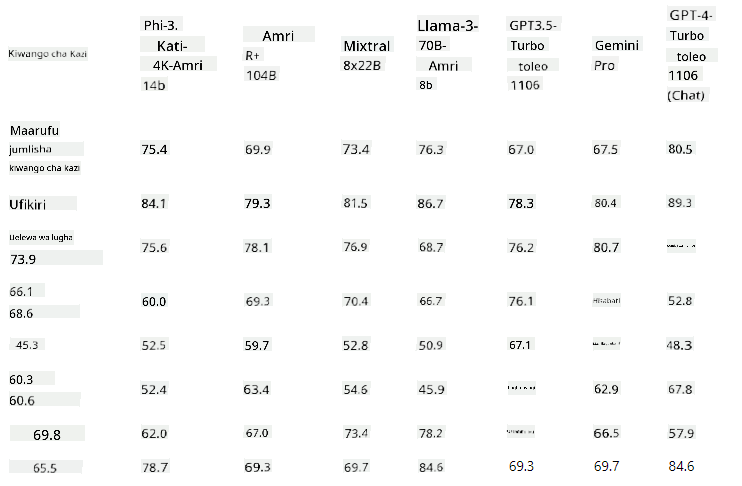 Kiwango cha Kazi
Phi-3.
Kati-
4K-Amri
14b
Amri
R+
104B
Mixtral
8x22B
Llama-3-
70B-
Amri
8b
GPT3.5-
Turbo
toleo
1106
Gemini
Pro
GPT-4-
Turbo
toleo
1106
(Chat)
Maarufu
jumlisha
kiwango cha kazi
75.4 69.9 73.4 76.3 67.0 67.5 80.5
Ufikiri 84.1 79.3 81.5 86.7 78.3 80.4 89.3
Uelewa wa lugha
73.9
75.6 78.1 76.9 68.7 76.2 80.7
66.1
68.6
60.0 69.3 70.4 66.7 76.1 Hisabati 52.8
45.3 52.5 59.7 52.8 50.9 67.1 48.3
60.3
60.6
52.4 63.4 54.6 45.9 62.9 67.8
69.8 62.0 67.0 73.4 78.2 66.5 57.9
65.5 78.7 69.3 69.7 84.6 69.3 69.7 84.6